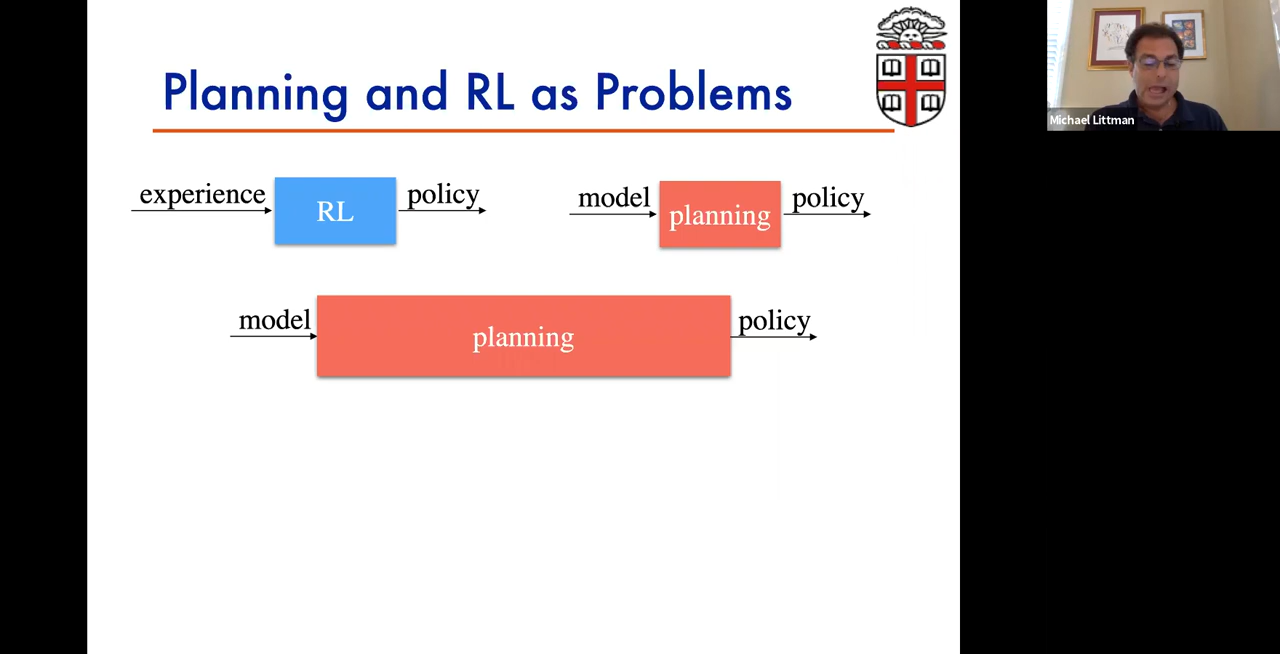 Planning and RL as Problems
Michael Littman
experience
RL
policy
model
planning
policy
model
planning
policy